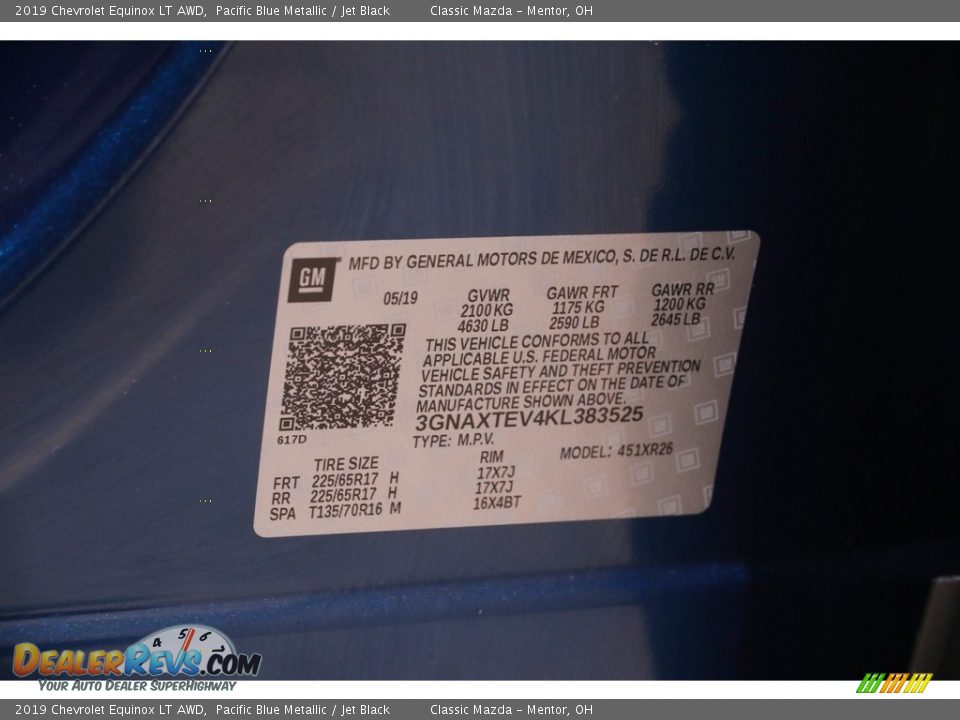 2019 Chevrolet Equinox LT AWD, Pacific Blue Metallic / Jet Black Classic Mazda - Mentor, OH
GM MFD BY GENERAL MOTORS DE MEXICO, S. DE R.L. DE C.V.
05/19 GVWR GAWR FRT GAWR RR
2100 KG 1175 KG 1200 KG
4630 LB 2590 LB 2645 LB
THIS VEHICLE CONFORMS TO ALL
APPLICABLE U.S. FEDERAL MOTOR
VEHICLE SAFETY AND THEFT PREVENTION
STANDARDS IN EFFECT ON THE DATE OF
MANUFACTURE SHOWN ABOVE.
3GNAXTEV4KL383525
617D
TYPE: M.P.V. MODEL: 451XR26
TIRE SIZE RIM
FRT 225/65R17 H 17X7J
RR 225/65R17 H 17X7J
SPA T135/70R16 M 16X4BT
4 5 6
DealerRevs.com
Your Auto Dealer SuperHighway
2019 Chevrolet Equinox LT AWD, Pacific Blue Metallic / Jet Black Classic Mazda - Mentor, OH